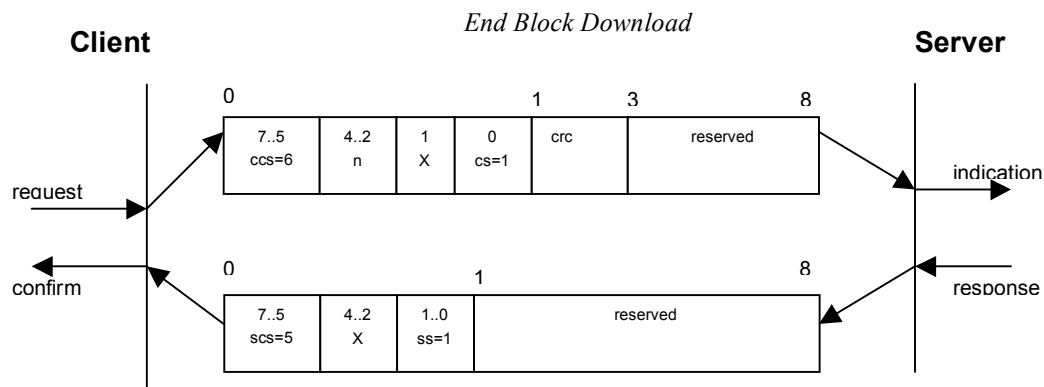 End Block Download
Client
Server
0 1 3 8
7..5 4..2 1 0 crc reserved
ccs=6 n X cs=1
request
indication
0 1 8
confirm
response
7..5 4..2 1..0 reserved
scs=5 X ss=1